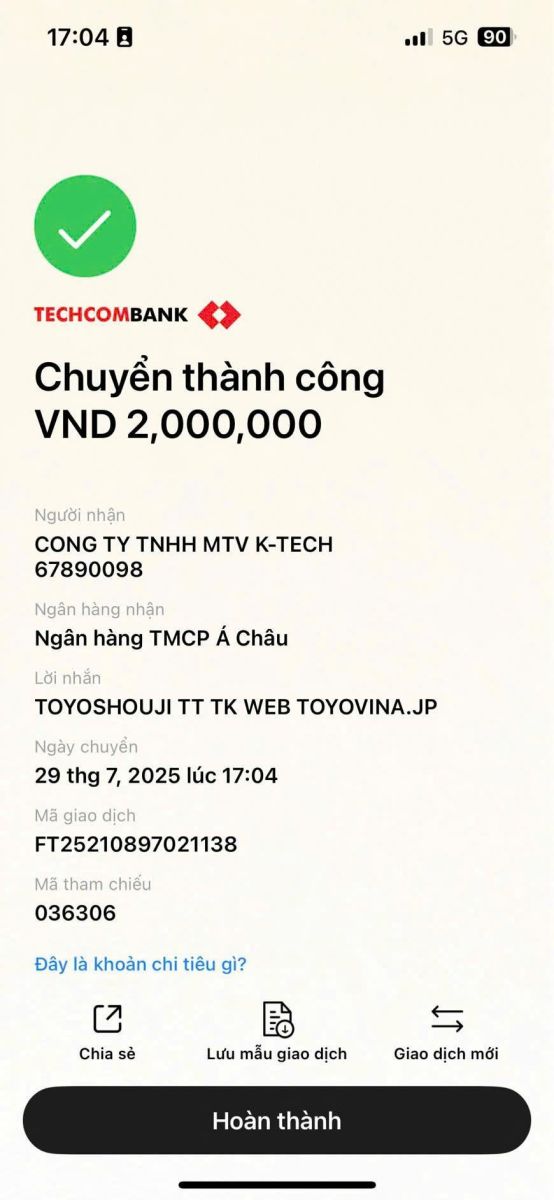 17:04
5G 90
TECHCOMBANK
Chuyển thành công
VND 2,000,000
Người nhận
CONG TY TNHH MTV K-TECH
67890098
Ngân hàng nhận
Ngân hàng TMCP Á Châu
Lời nhắn
TOYOSHOUJI TT TK WEB TOYOVINA.JP
Ngày chuyển
29 thg 7, 2025 lúc 17:04
Mã giao dịch
FT25210897021138
Mã tham chiếu
036306
Đây là khoản chi tiêu gì?
Chia sẻ
Lưu mẫu giao dịch
Giao dịch mới
Hoàn thành